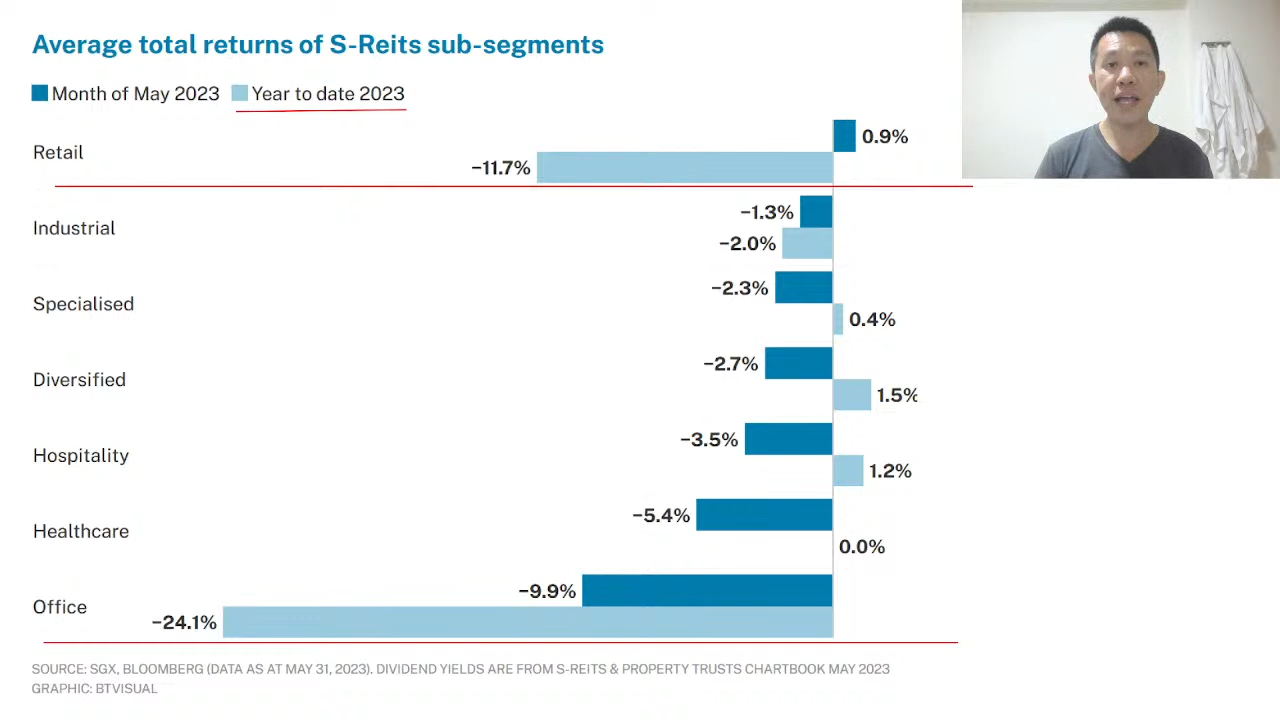 Average total returns of S-Reits sub-segments
Month of May 2023 Year to date 2023
Retail
0.9%
−11.7%
Industrial
−1.3%
−2.0%
Specialised
−2.3%
0.4%
Diversified
−2.7%
1.5%
Hospitality
−3.5%
1.2%
Healthcare
−5.4%
0.0%
Office
−9.9%
−24.1%
SOURCE: SGX, BLOOMBERG (DATA AS AT MAY 31, 2023). DIVIDEND YIELDS ARE FROM S-REITS & PROPERTY TRUSTS CHARTBOOK MAY 2023
GRAPHIC: BTVISUAL